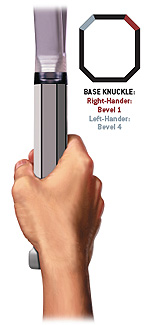 BASE KNUCKLE:
Right-Hander:
Bevel 1
Left-Hander:
Bevel 4